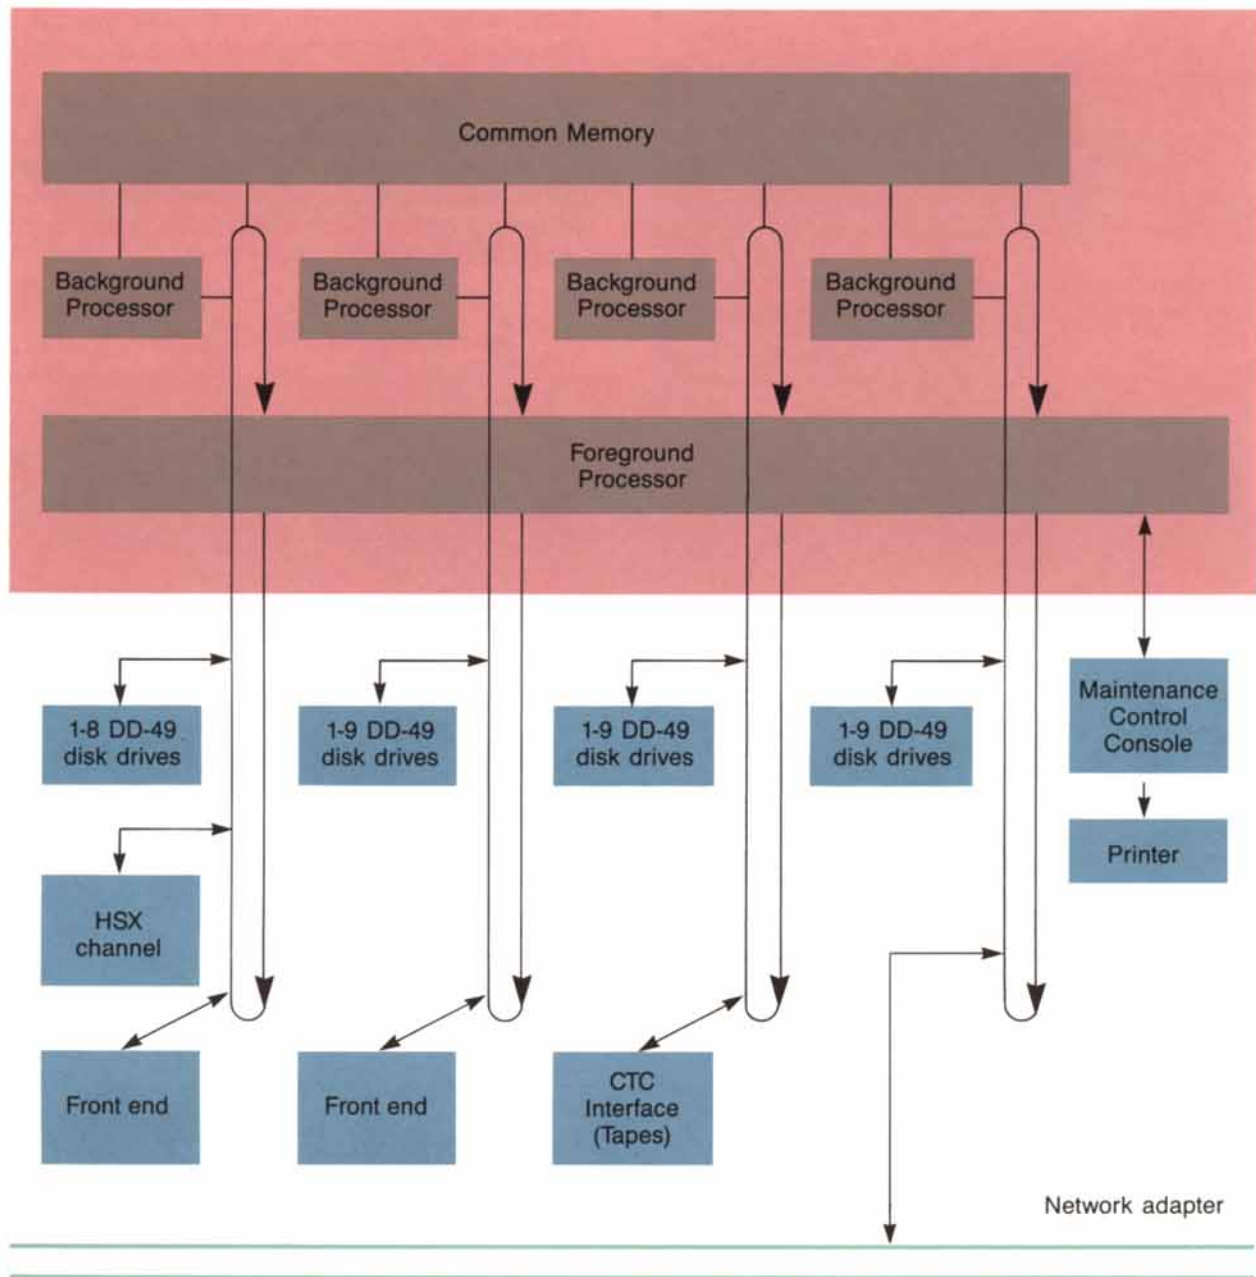 Common Memory
Background
Processor
Background
Processor
Background
Processor
Background
Processor
Foreground
Processor
1-8 DD-49
disk drives
1-9 DD-49
disk drives
1-9 DD-49
disk drives
1-9 DD-49
disk drives
Maintenance
Control
Console
Printer
HSX
channel
Front end
Front end
CTC
Interface
(Tapes)
Network adapter